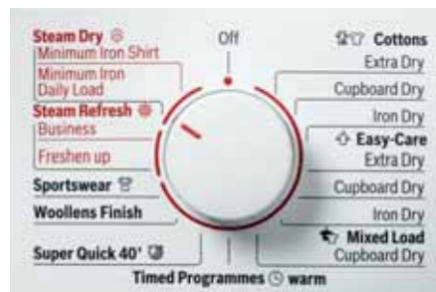 Steam Dry
Minimum Iron Shirt
Minimum Iron
Daily Load
Steam Refresh
Business
Freshen up
Sportswear
Woollens Finish
Super Quick 40'
Off
Cottons
Extra Dry
Cupboard Dry
Iron Dry
Easy-Care
Extra Dry
Cupboard Dry
Iron Dry
Mixed Load
Cupboard Dry
Timed Programmes warm